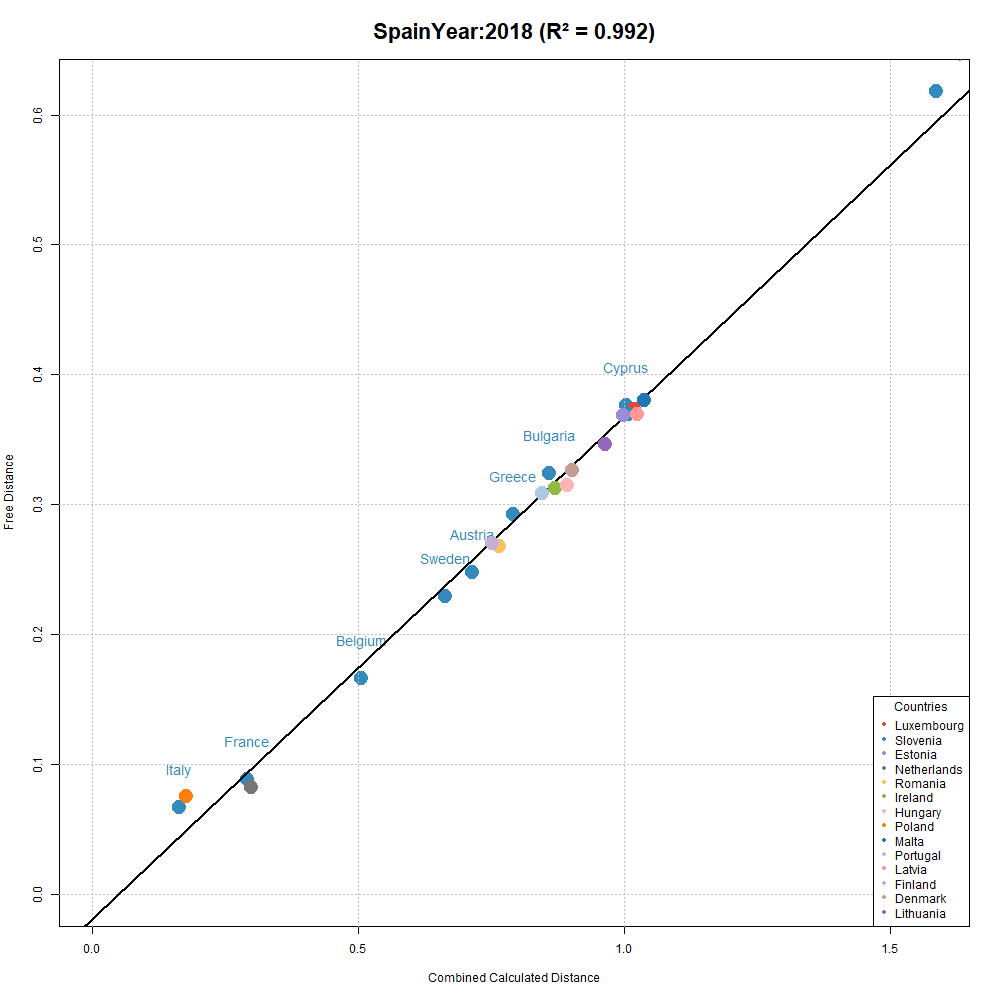 SpainYear:2018 (R² = 0.992)
Free Distance
0.6
0.5
0.4
0.3
0.2
0.1
0.0
Cyprus
Bulgaria
Greece
Austria
Sweden
Belgium
France
Italy
Countries
Luxembourg
Slovenia
Estonia
Netherlands
Romania
Ireland
Hungary
Poland
Malta
Portugal
Latvia
Finland
Denmark
Lithuania
0.0 0.5 1.0 1.5
Combined Calculated Distance